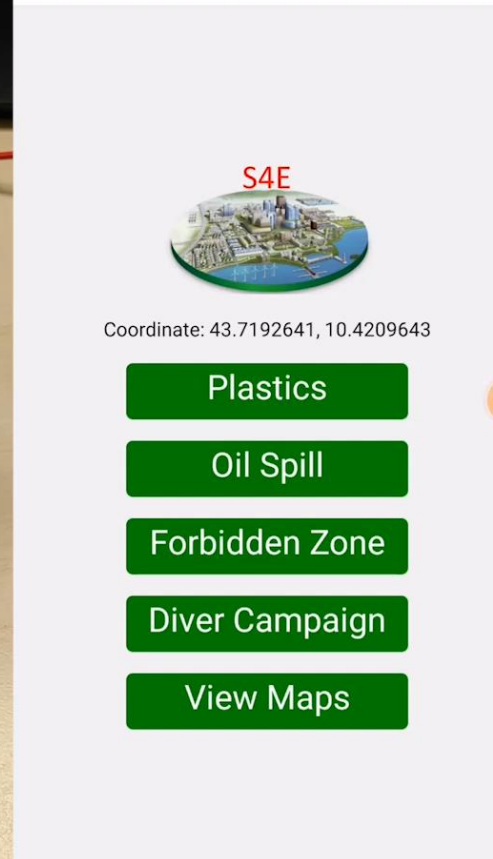 S4E
Coordinate: 43.7192641, 10.4209643
Plastics
Oil Spill
Forbidden Zone
Diver Campaign
View Maps